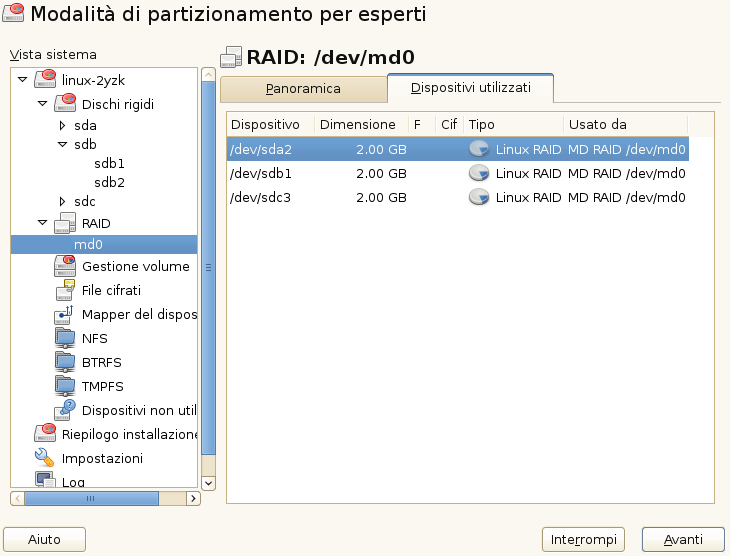 Modalità di partizionamento per esperti
Vista sistema
linux-2yzk
Dischi rigidi
sda
sdb
sdb1
sdb2
sdc
RAID
md0
Gestione volume
File cifrati
Mapper del dispos
NFS
BTRFS
TMPFS
Dispositivi non util
Riepilogo installazione
Impostazioni
Log
RAID: /dev/md0
Panoramica Dispositivi utilizzati
Dispositivo Dimensione F Cif Tipo Usato da
/dev/sda2 2.00 GB Linux RAID MD RAID /dev/md0
/dev/sdb1 2.00 GB Linux RAID MD RAID /dev/md0
/dev/sdc3 2.00 GB Linux RAID MD RAID /dev/md0
Aiuto Interrompi Avanti